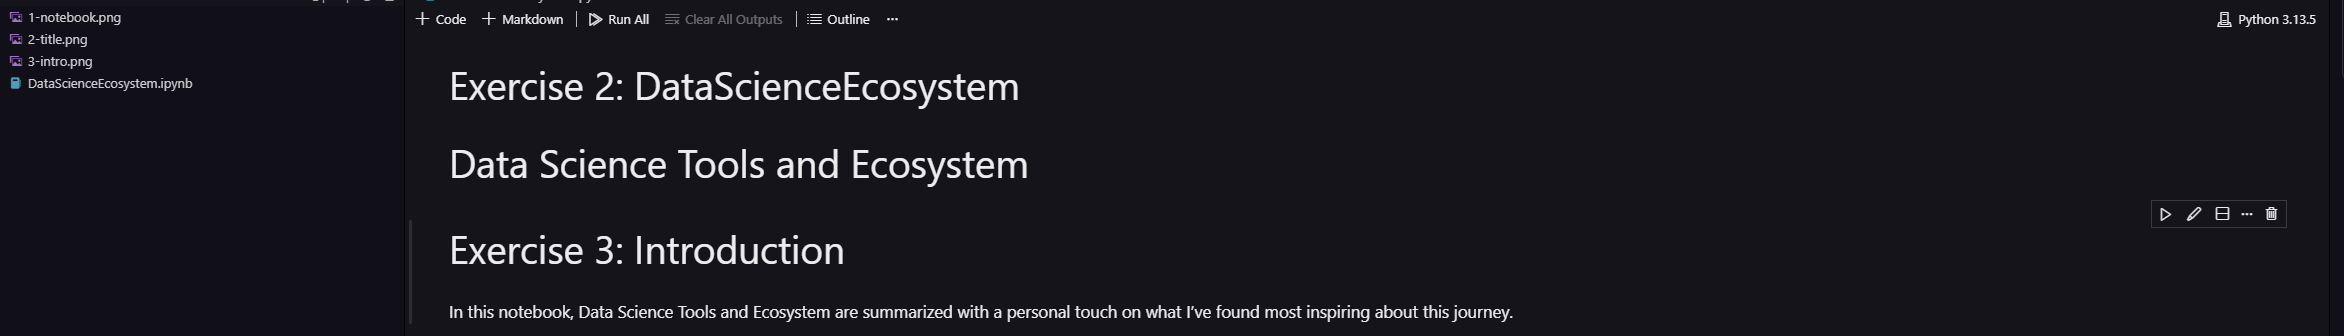 1-notebook.png
2-title.png
3-intro.png
DataScienceEcosystem.ipynb
Code Markdown Run All Clear All Outputs Outline ... Python 3.13.5
Exercise 2: DataScienceEcosystem
Data Science Tools and Ecosystem
Exercise 3: Introduction
In this notebook, Data Science Tools and Ecosystem are summarized with a personal touch on what I’ve found most inspiring about this journey.